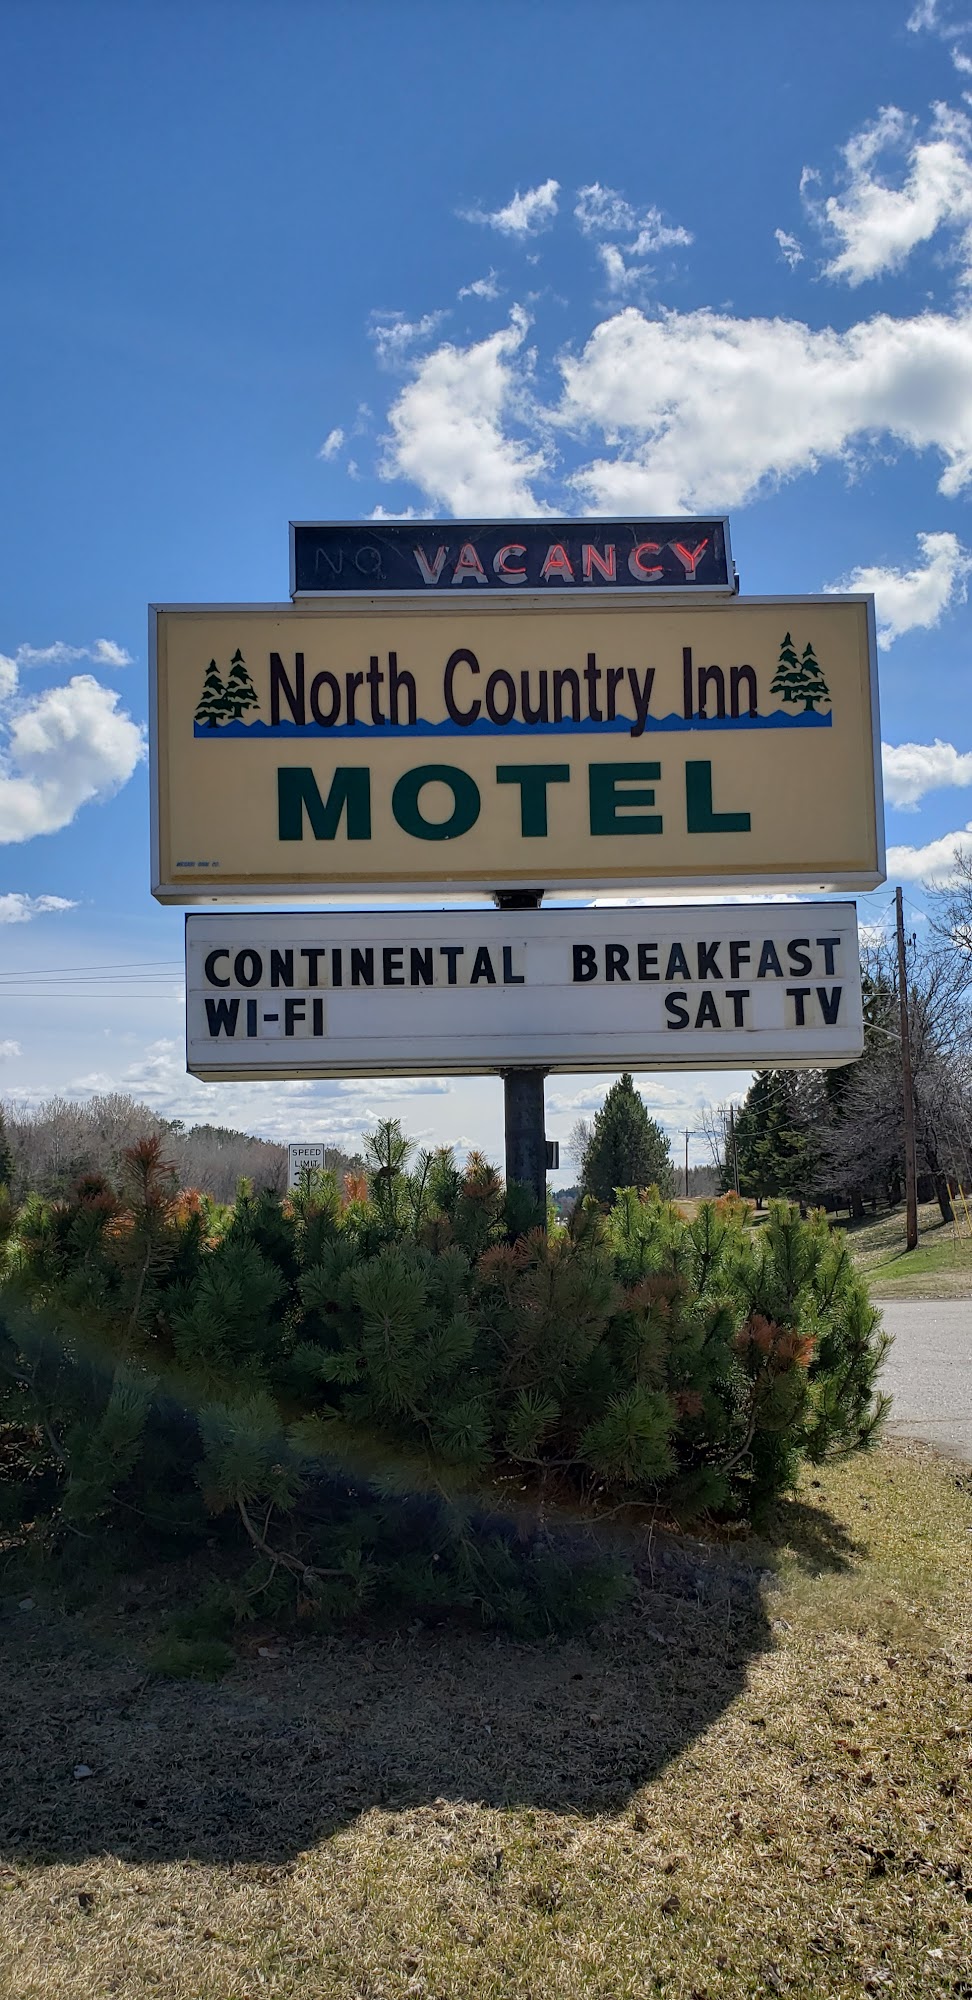 NO VACANCY
North Country Inn
MOTEL
CONTINENTAL BREAKFAST
WI-FI SAT TV
SPEED
LIMIT